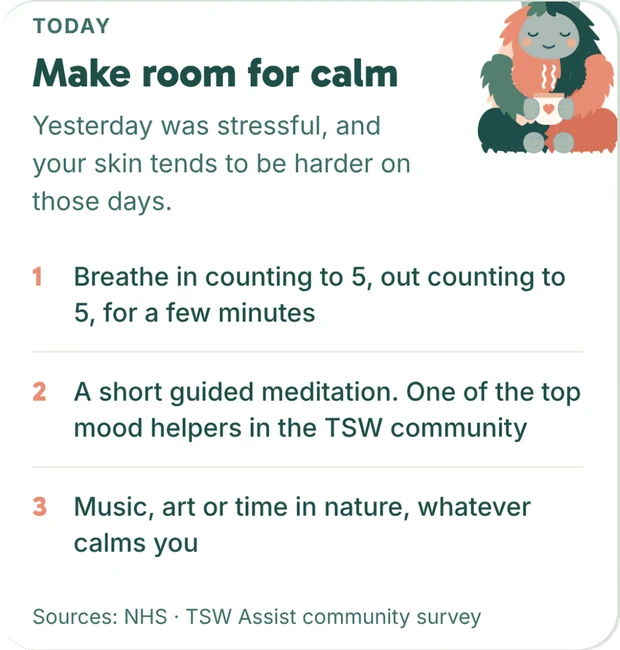 TODAY
Make room for calm
Yesterday was stressful, and
your skin tends to be harder on
those days.
1 Breathe in counting to 5, out counting to
5, for a few minutes
2 A short guided meditation. One of the top
mood helpers in the TSW community
3 Music, art or time in nature, whatever
calms you
Sources: NHS · TSW Assist community survey